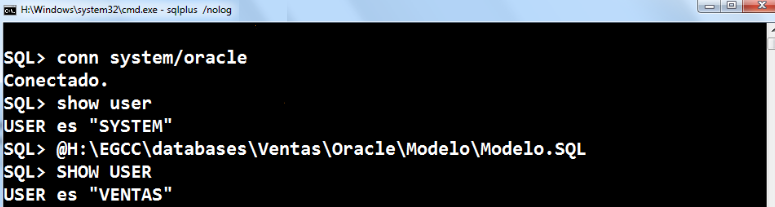 H:\Windows\system32\cmd.exe - sqlplus /nolog
SQL> conn system/oracle
Conectado.
SQL> show user
USER es "SYSTEM"
SQL> @H:\EGCC\databases\Ventas\Oracle\Modelo\Modelo.SQL
SQL> SHOW USER
USER es "VENTAS"